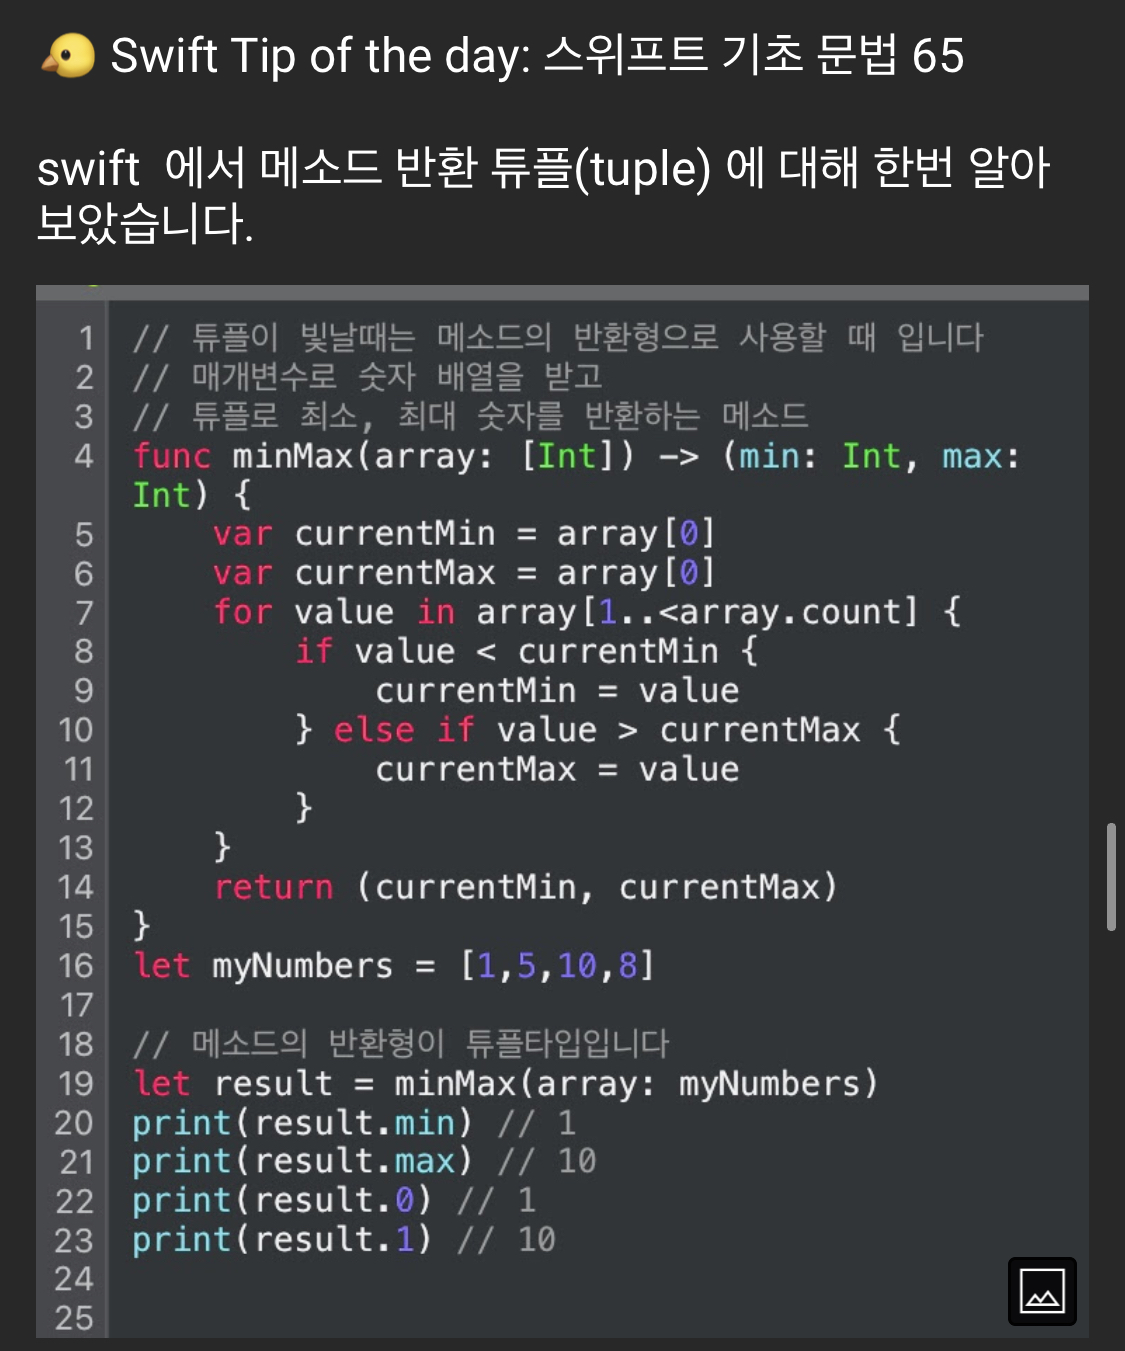 🐤 Swift Tip of the day: 스위프트 기초 문법 65
swift  에서 메소드 반환 튜플(tuple) 에 대해 한번 알아
보았습니다.
1 // 튜플이 빛날때는 메소드의 반환형으로 사용할 때 입니다
2 // 매개변수로 숫자 배열을 받고
3 // 튜플로 최소, 최대 숫자를 반환하는 메소드
4 func minMax(array: [Int]) -> (min: Int, max:
Int) {
5     var currentMin = array[0]
6     var currentMax = array[0]
7     for value in array[1..<array.count] {
8         if value < currentMin {
9             currentMin = value
10         } else if value > currentMax {
11             currentMax = value
12         }
13     }
14     return (currentMin, currentMax)
15 }
16 let myNumbers = [1,5,10,8]
17
18 // 메소드의 반환형이 튜플타입입니다
19 let result = minMax(array: myNumbers)
20 print(result.min) // 1
21 print(result.max) // 10
22 print(result.0) // 1
23 print(result.1) // 10
24
25